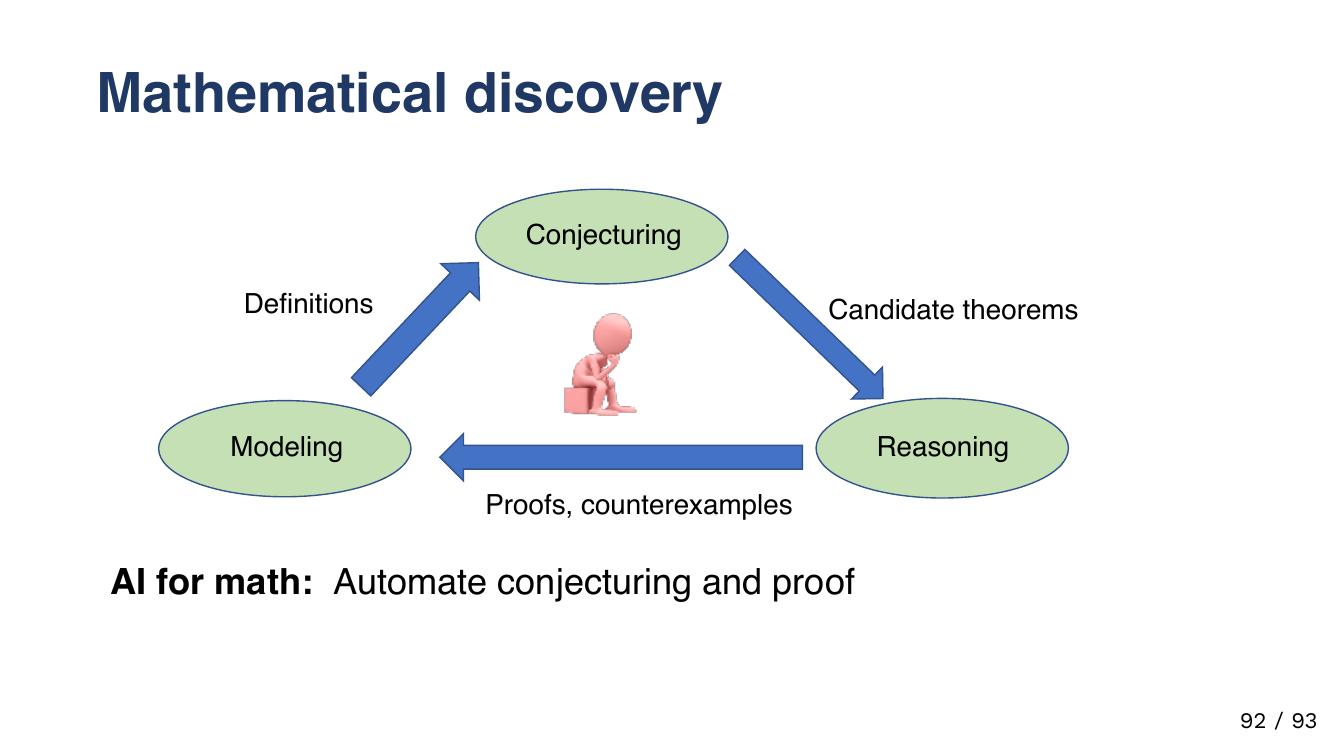 Mathematical discovery
Conjecturing
Definitions
Candidate theorems
Modeling
Reasoning
Proofs, counterexamples
AI for math: Automate conjecturing and proof
92 / 93